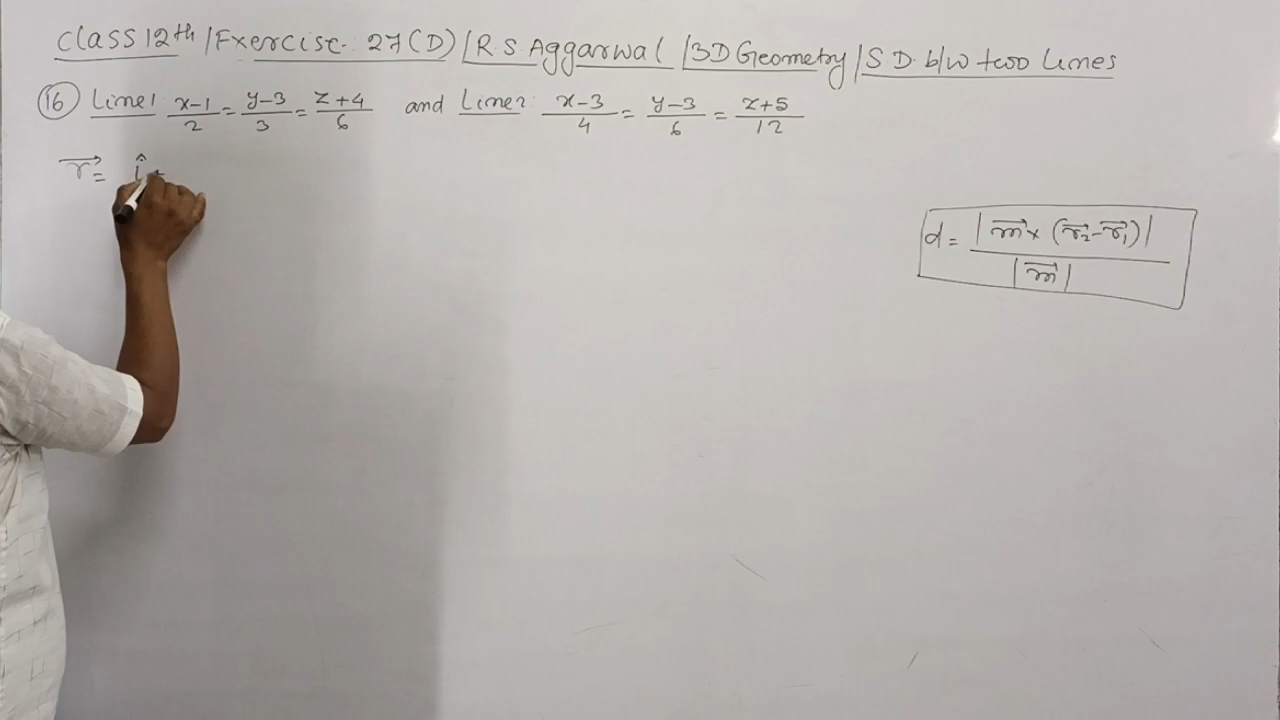 Class 12th / Exercise 27(D) / R.S. Aggarwal / 3D Geometry / S.D. b/w two Lines
(16) Line1 (x-1)/2 = (y-3)/3 = (z+4)/6 and Line2: (x-3)/4 = (y-3)/6 = (z+5)/12
r⃗ = î +
d = |m⃗ × (r⃗₂ - r⃗₁)| / |m⃗|